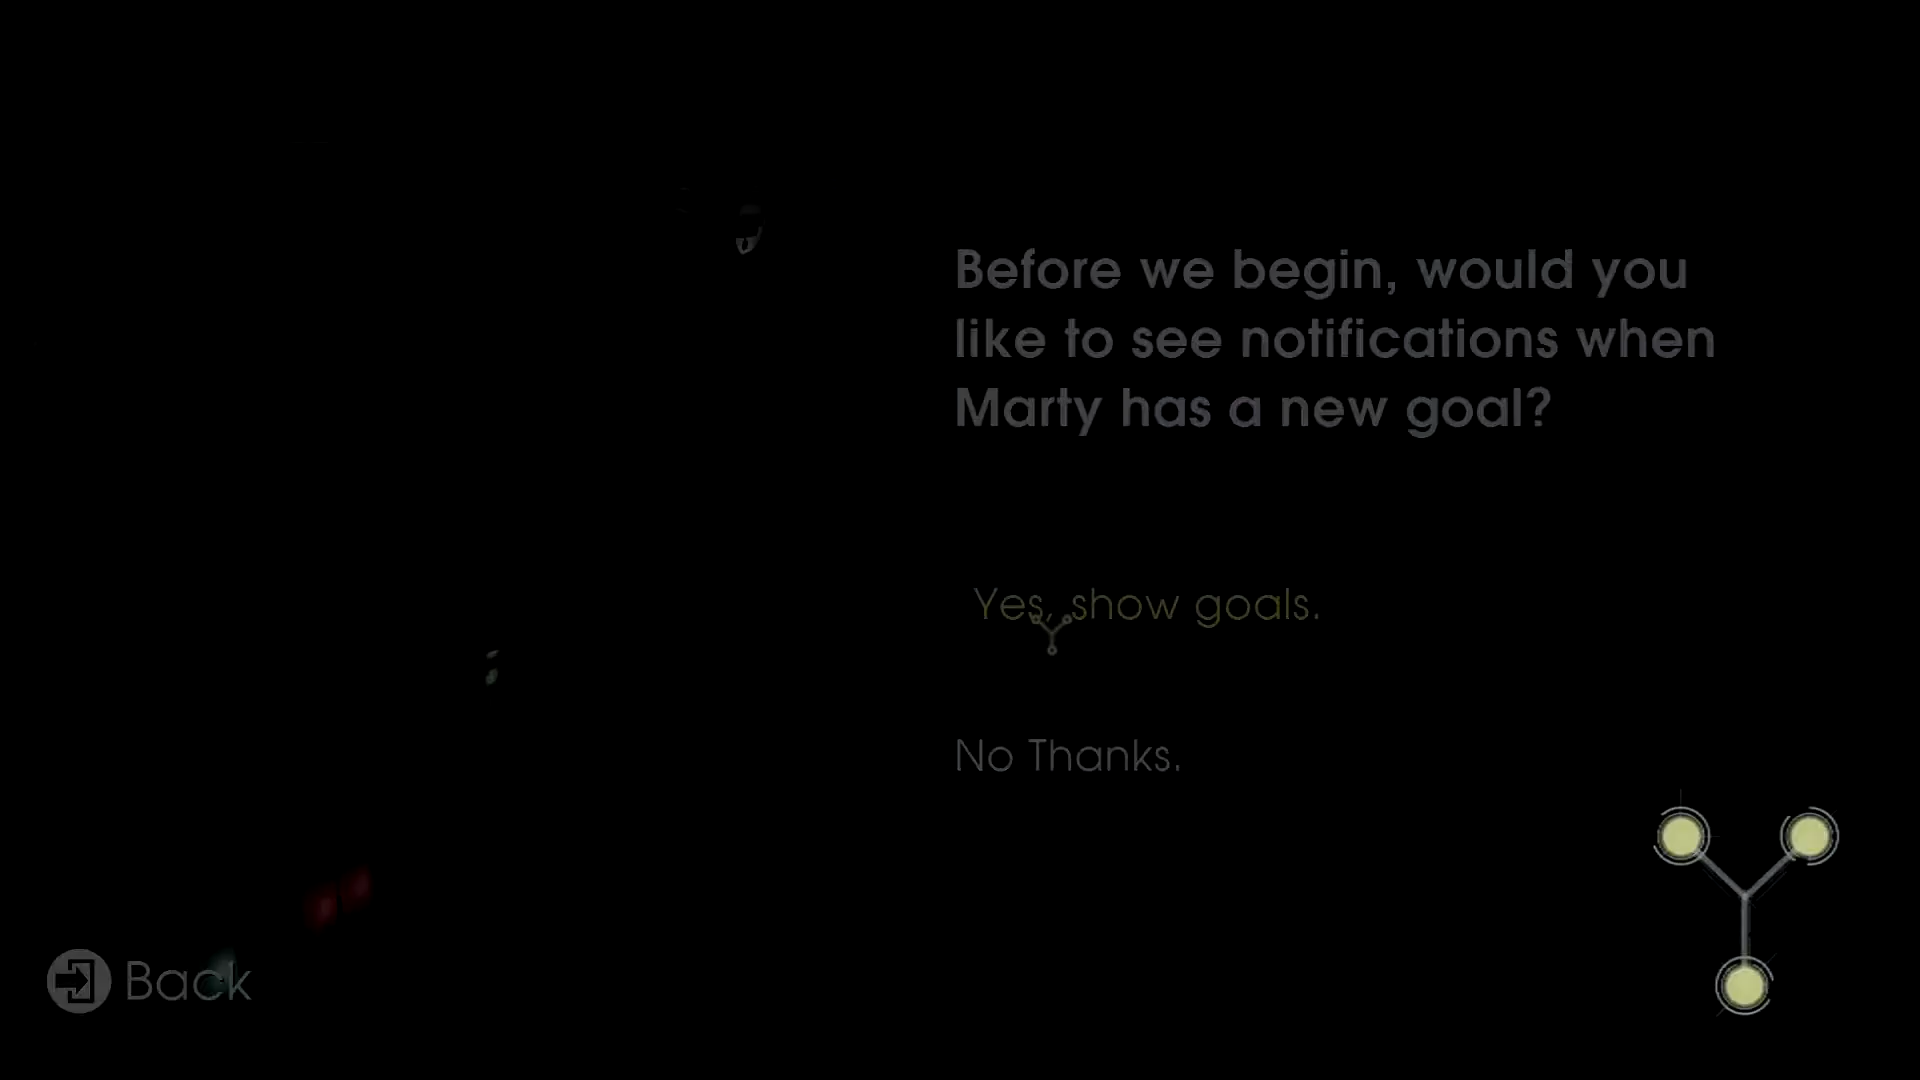 Before we begin, would you
like to see notifications when
Marty has a new goal?
Yes, show goals.
No Thanks.
Back